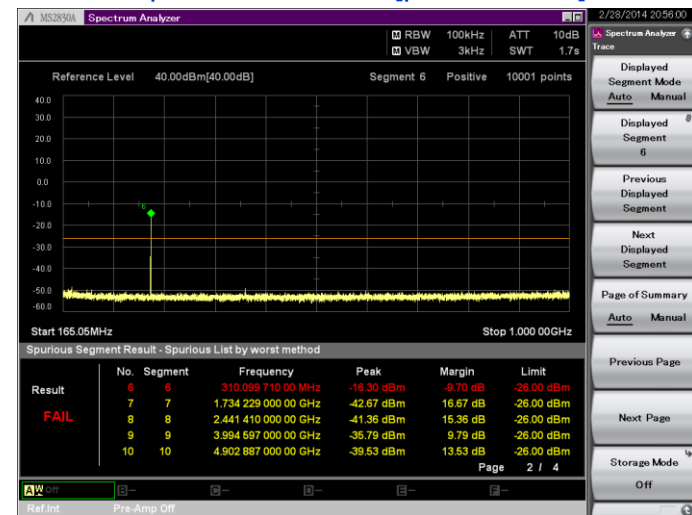 MS2830A Spectrum Analyzer
2/28/2014 20:56:00
RBW 100kHz ATT 10dB
VBW 3kHz SWT 1.7s
Spectrum Analyzer
Trace
Reference Level 40.00dBm[40.00dB] Segment 6 Positive 10001 points
40.0
30.0
20.0
10.0
0.0
-10.0
-20.0
-30.0
-40.0
-50.0
-60.0
6
Start 165.05MHz Stop 1.000 00GHz
Spurious Segment Result - Spurious List by worst method
No. Segment Frequency Peak Margin Limit
Result
FAIL
6 6 310.099 710 00 MHz -16.30 dBm -9.70 dB -26.00 dBm
7 7 1.734 229 000 00 GHz -42.67 dBm 16.67 dB -26.00 dBm
8 8 2.441 410 000 00 GHz -41.36 dBm 15.36 dB -26.00 dBm
9 9 3.994 597 000 00 GHz -35.79 dBm 9.79 dB -26.00 dBm
10 10 4.902 887 000 00 GHz -39.53 dBm 13.53 dB -26.00 dBm
Page 2 / 4
A W Off B - C - D - E - F -
Ref.Int Pre-Amp Off
Displayed
Segment Mode
Auto Manual
Displayed
Segment
6
Previous
Displayed
Segment
Next
Displayed
Segment
Page of Summary
Auto Manual
Previous Page
Next Page
Storage Mode
Off